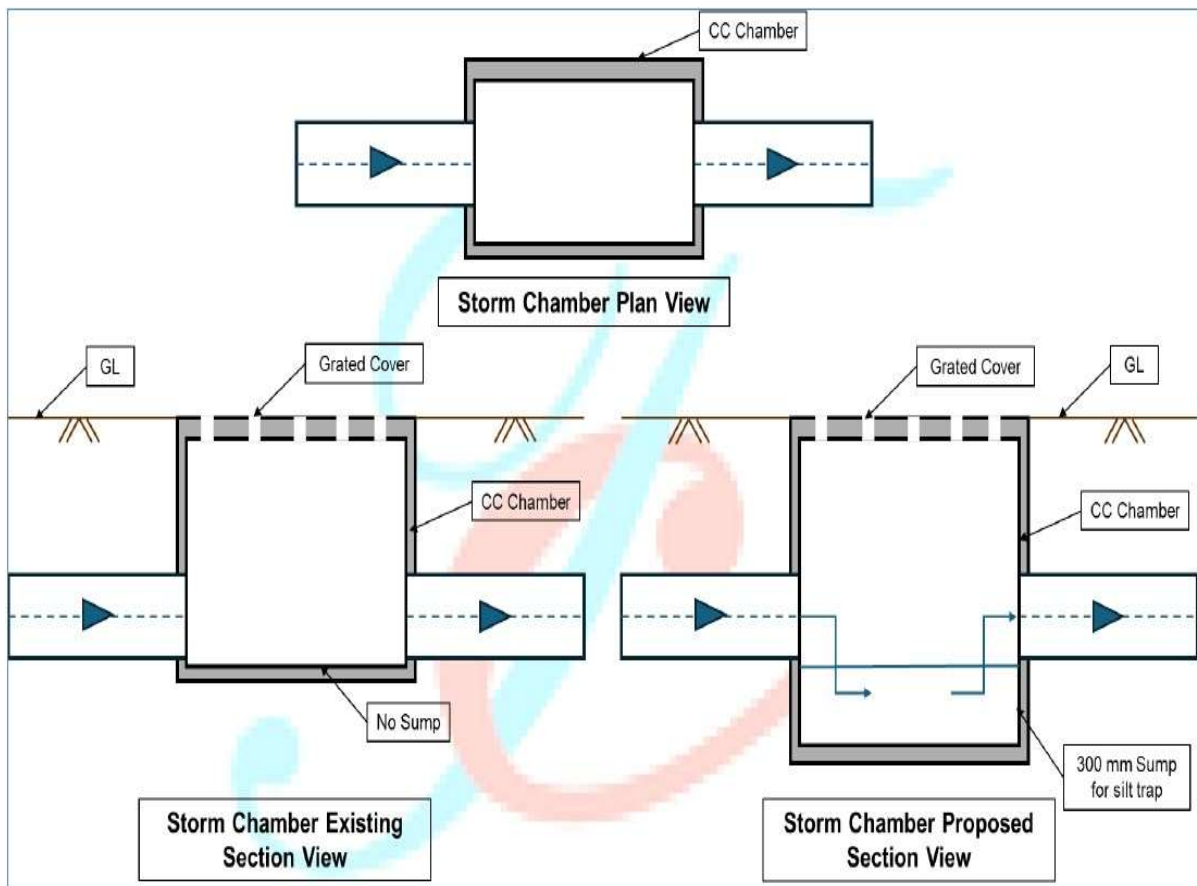 CC Chamber
Storm Chamber Plan View
GL
Grated Cover
Grated Cover
GL
CC Chamber
CC Chamber
No Sump
300 mm Sump
for silt trap
Storm Chamber Existing
Section View
Storm Chamber Proposed
Section View